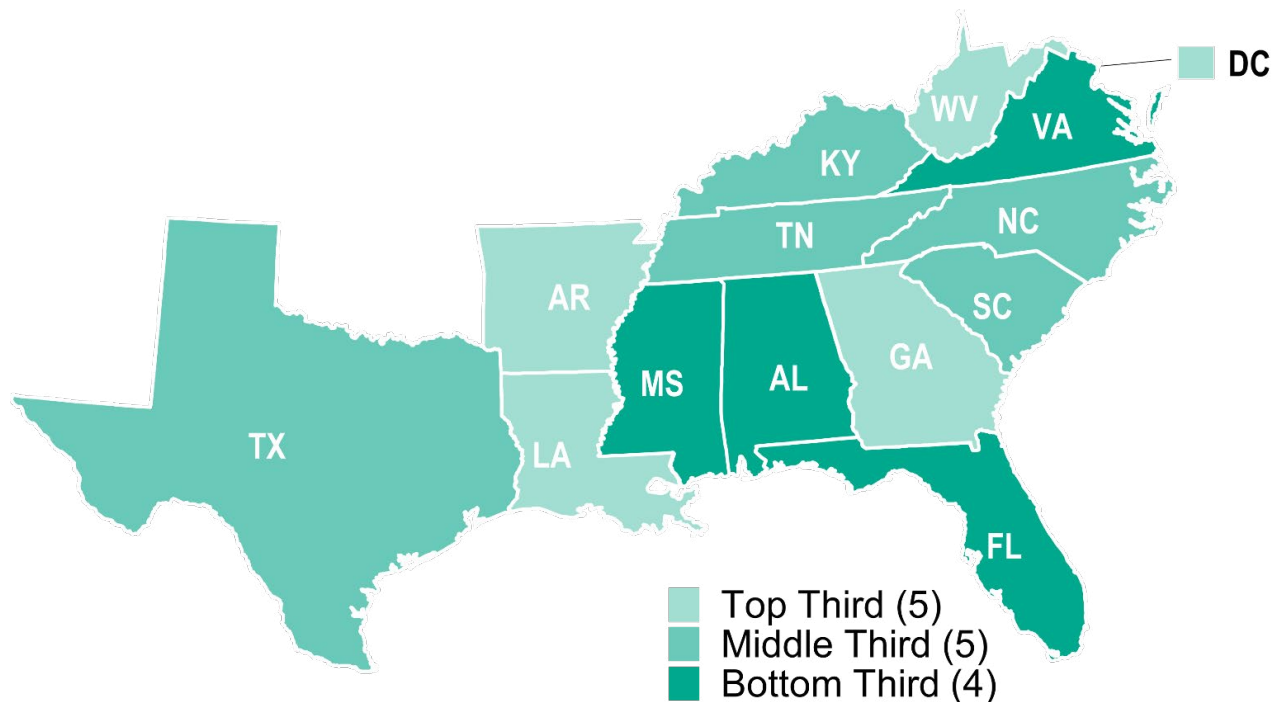 DC
WV
VA
KY
NC
TN
AR
SC
GA
MS
AL
TX
LA
FL
Top Third (5)
Middle Third (5)
Bottom Third (4)